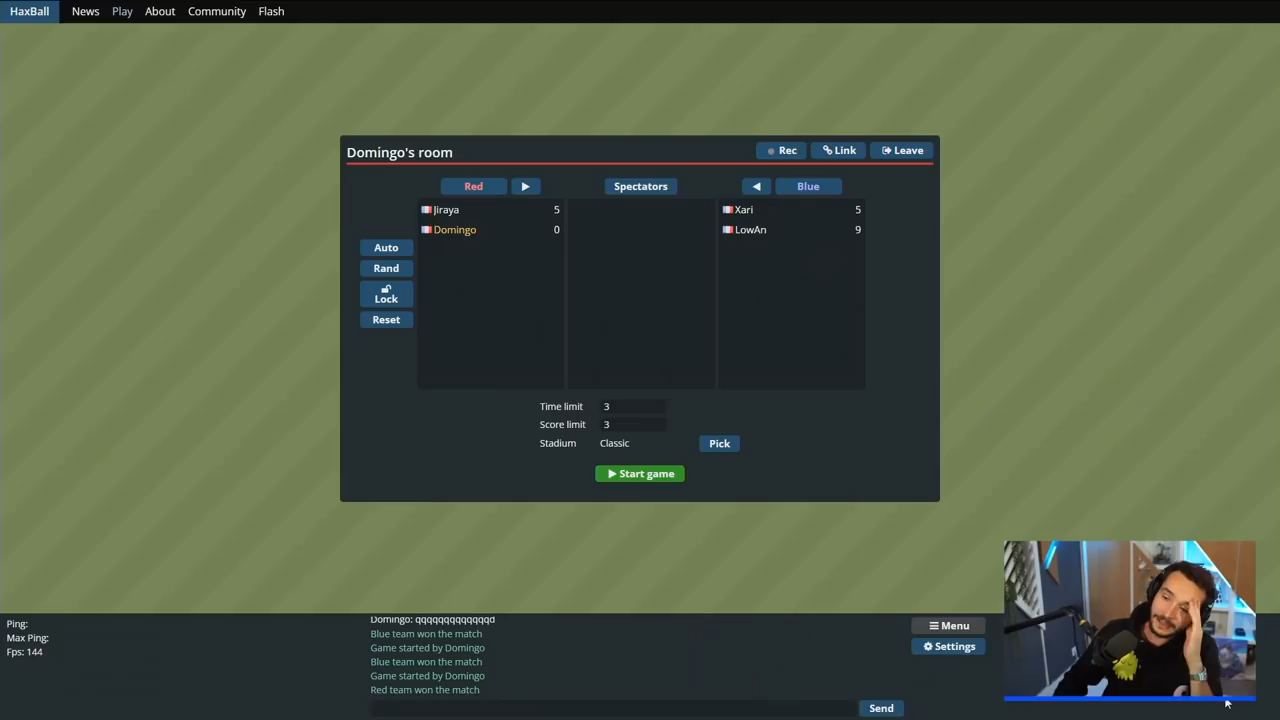 HaxBall News Play About Community Flash
Domingo's room
Rec Link Leave
Red Spectators Blue
Jiraya 5
Domingo 0
Xari 5
LowAn 9
Auto
Rand
Lock
Reset
Time limit 3
Score limit 3
Stadium Classic Pick
Start game
Ping:
Max Ping:
Fps: 144
Domingo: qqqqqqqqqqqqqd
Blue team won the match
Game started by Domingo
Blue team won the match
Game started by Domingo
Red team won the match
Send
Menu
Settings